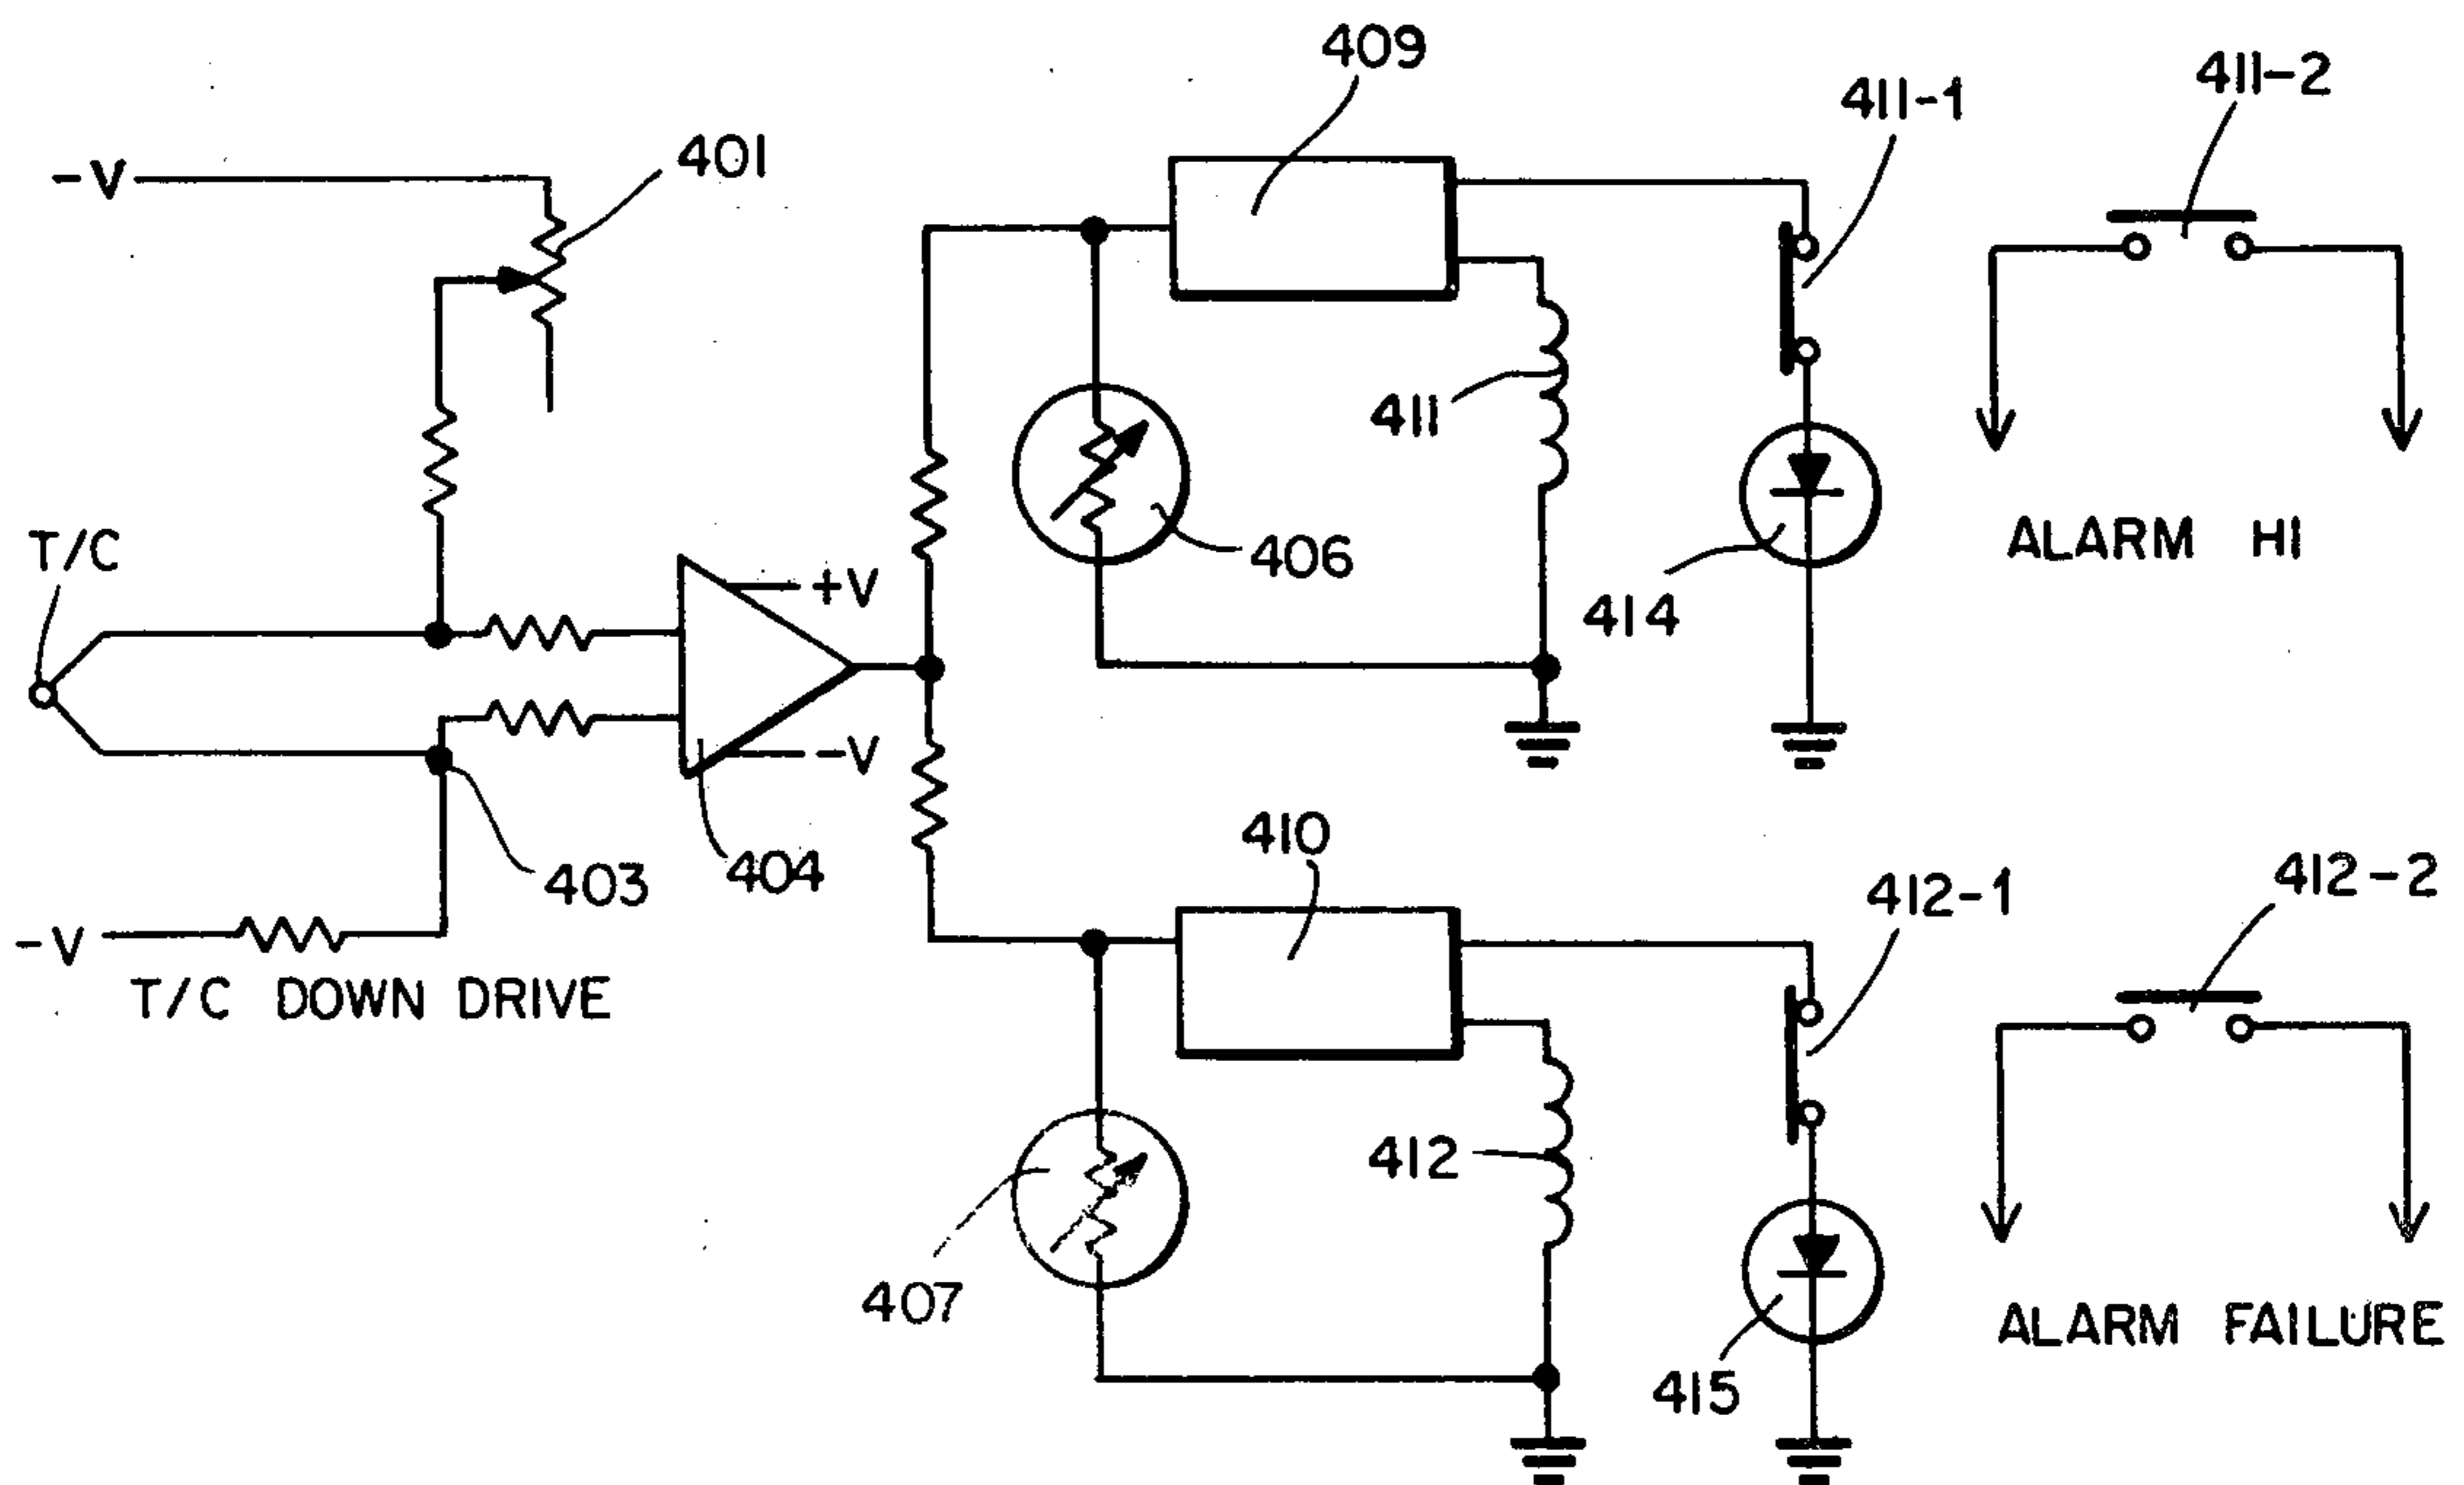 409
411-2
411-1
401
-V
411
T/C
406
ALARM HI
+V
414
-V
410
404
403
412-1
412-2
-V
T/C DOWN DRIVE
412
407
ALARM FAILURE
415